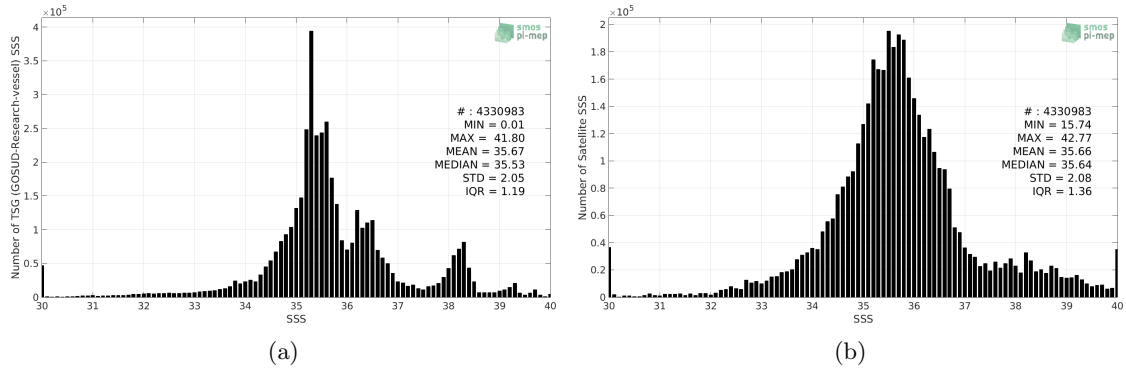 ×10⁵
4
3.5
3
2.5
2
1.5
1
0.5
0
Number of TSG (GOSUD-Research-vessel) SSS
smos
pi-mep
# : 4330983
MIN = 0.01
MAX = 41.80
MEAN = 35.67
MEDIAN = 35.53
STD = 2.05
IQR = 1.19
30 31 32 33 34 35 36 37 38 39 40
SSS
(a)
×10⁵
2
1.8
1.6
1.4
1.2
1
0.8
0.6
0.4
0.2
0
Number of Satellite SSS
smos
pi-mep
# : 4330983
MIN = 15.74
MAX = 42.77
MEAN = 35.66
MEDIAN = 35.64
STD = 2.08
IQR = 1.36
30 31 32 33 34 35 36 37 38 39 40
SSS
(b)